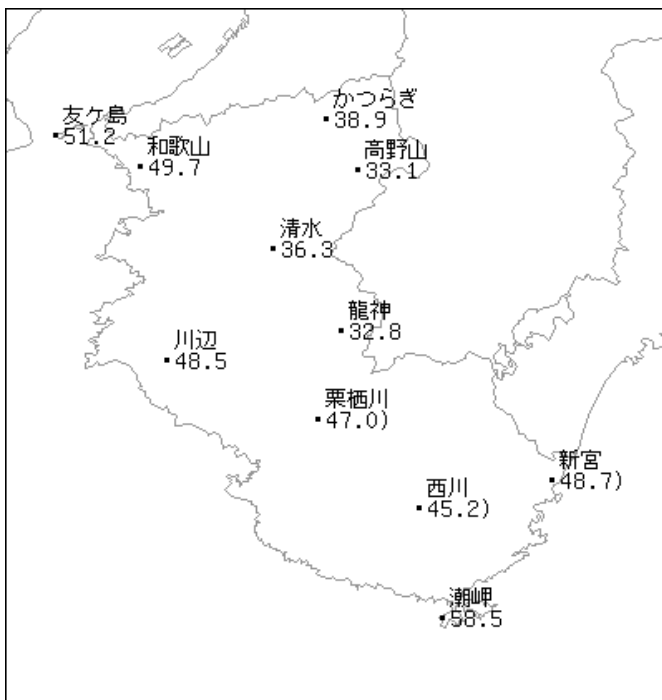 かつらぎ
38.9
友ケ島
51.2
和歌山
49.7
高野山
33.1
清水
36.3
龍神
32.8
川辺
48.5
栗栖川
47.0)
新宮
48.7)
西川
45.2)
潮岬
58.5